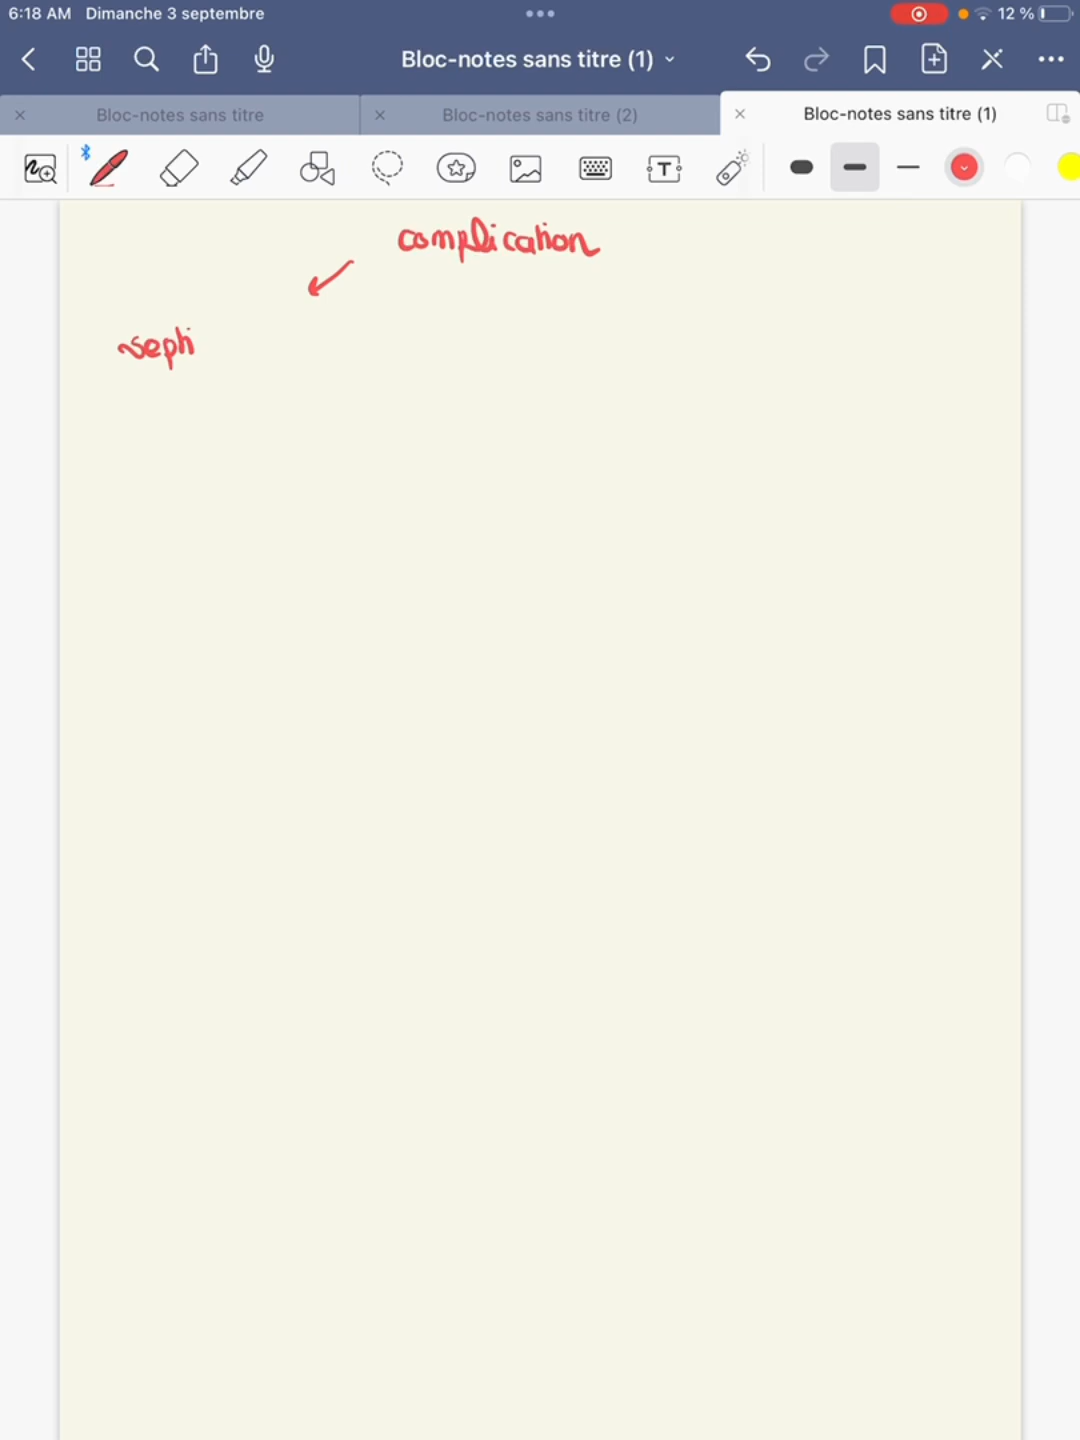 6:18 AM Dimanche 3 septembre 12 %
Bloc-notes sans titre (1)
Bloc-notes sans titre
Bloc-notes sans titre (2)
Bloc-notes sans titre (1)
T
complication
septi